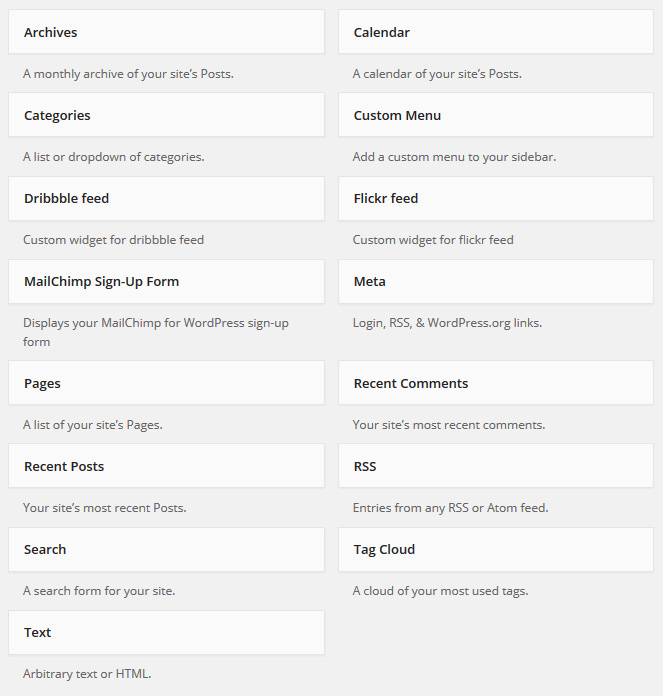 Archives
Calendar
A monthly archive of your site’s Posts.
A calendar of your site’s Posts.
Categories
Custom Menu
A list or dropdown of categories.
Add a custom menu to your sidebar.
Dribbble feed
Flickr feed
Custom widget for dribbble feed
Custom widget for flickr feed
MailChimp Sign-Up Form
Meta
Displays your MailChimp for WordPress sign-up
form
Login, RSS, & WordPress.org links.
Pages
Recent Comments
A list of your site’s Pages.
Your site’s most recent comments.
Recent Posts
RSS
Your site’s most recent Posts.
Entries from any RSS or Atom feed.
Search
Tag Cloud
A search form for your site.
A cloud of your most used tags.
Text
Arbitrary text or HTML.